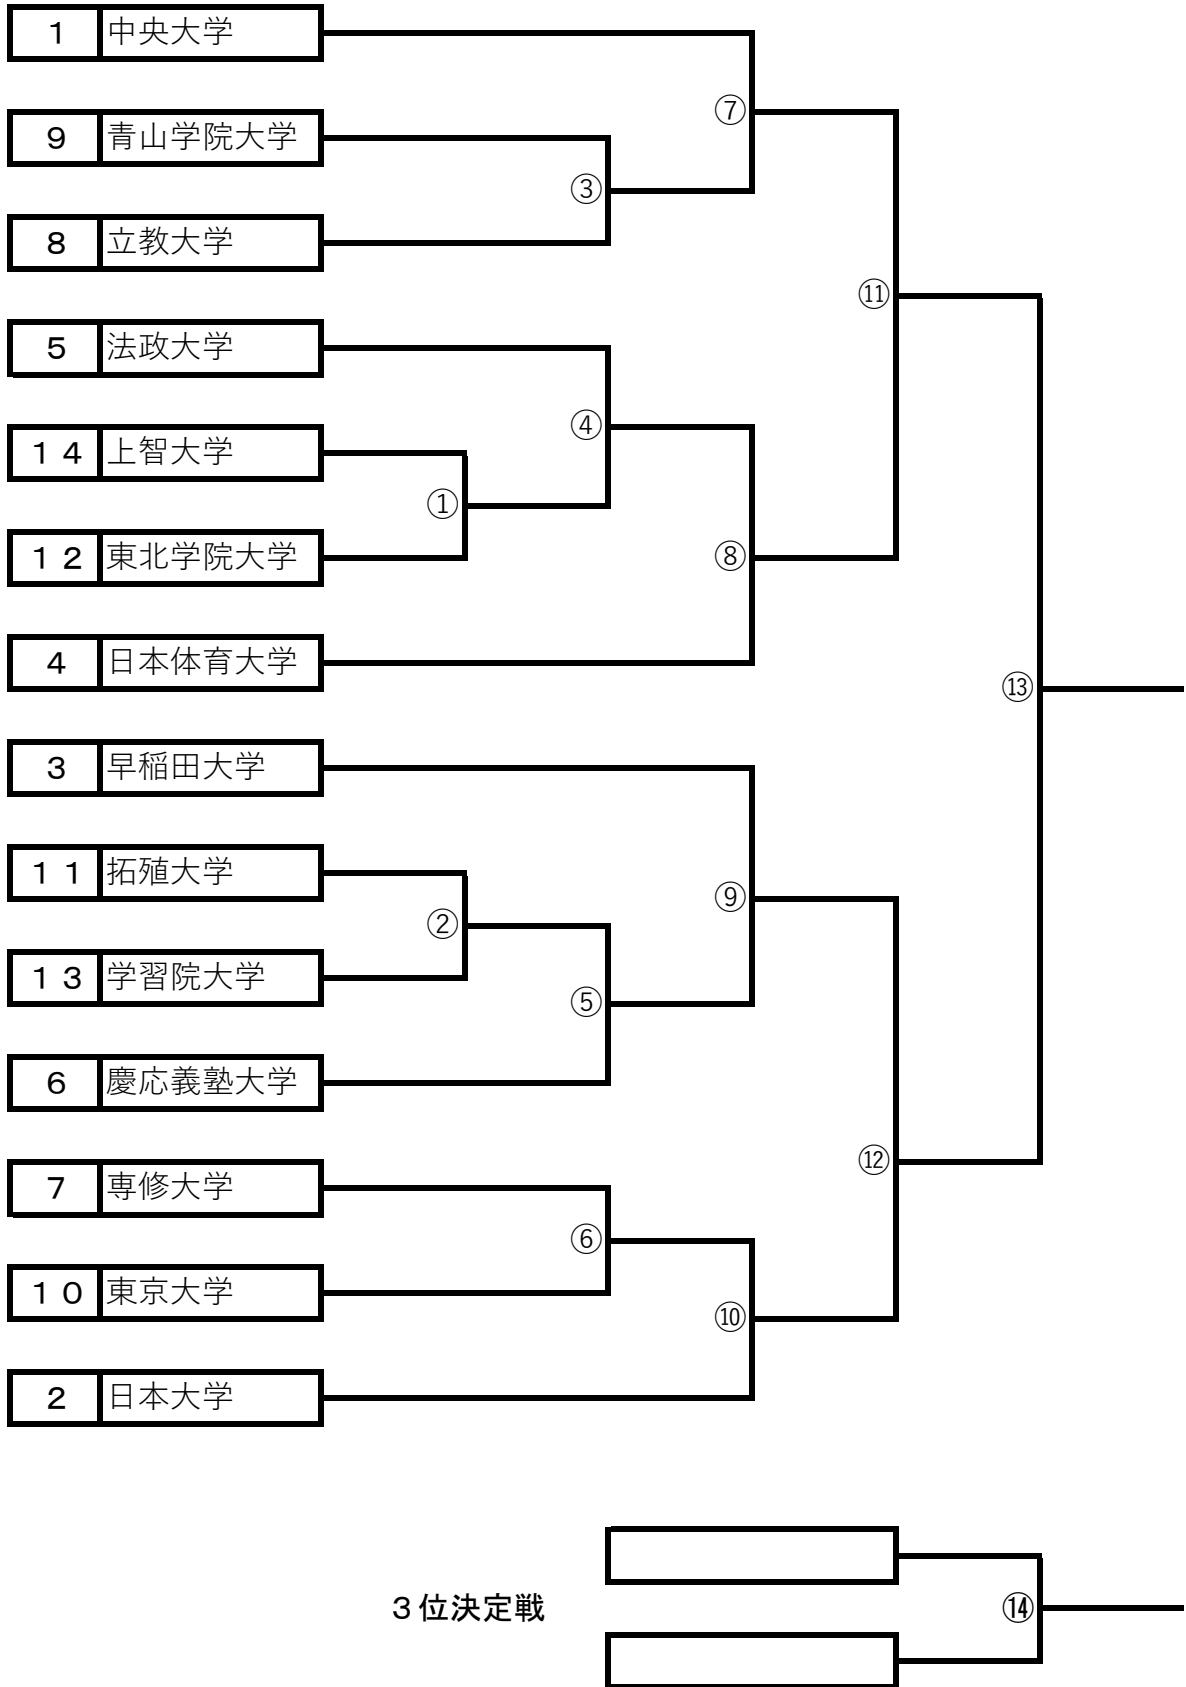 1 中央大学
⑦
9 青山学院大学
③
8 立教大学
⑪
5 法政大学
④
14 上智大学
①
12 東北学院大学
⑧
4 日本体育大学
⑬
3 早稲田大学
11 拓殖大学
⑨
②
13 学習院大学
⑤
6 慶応義塾大学
⑫
7 専修大学
⑥
10 東京大学
⑩
2 日本大学
3位決定戦
⑭